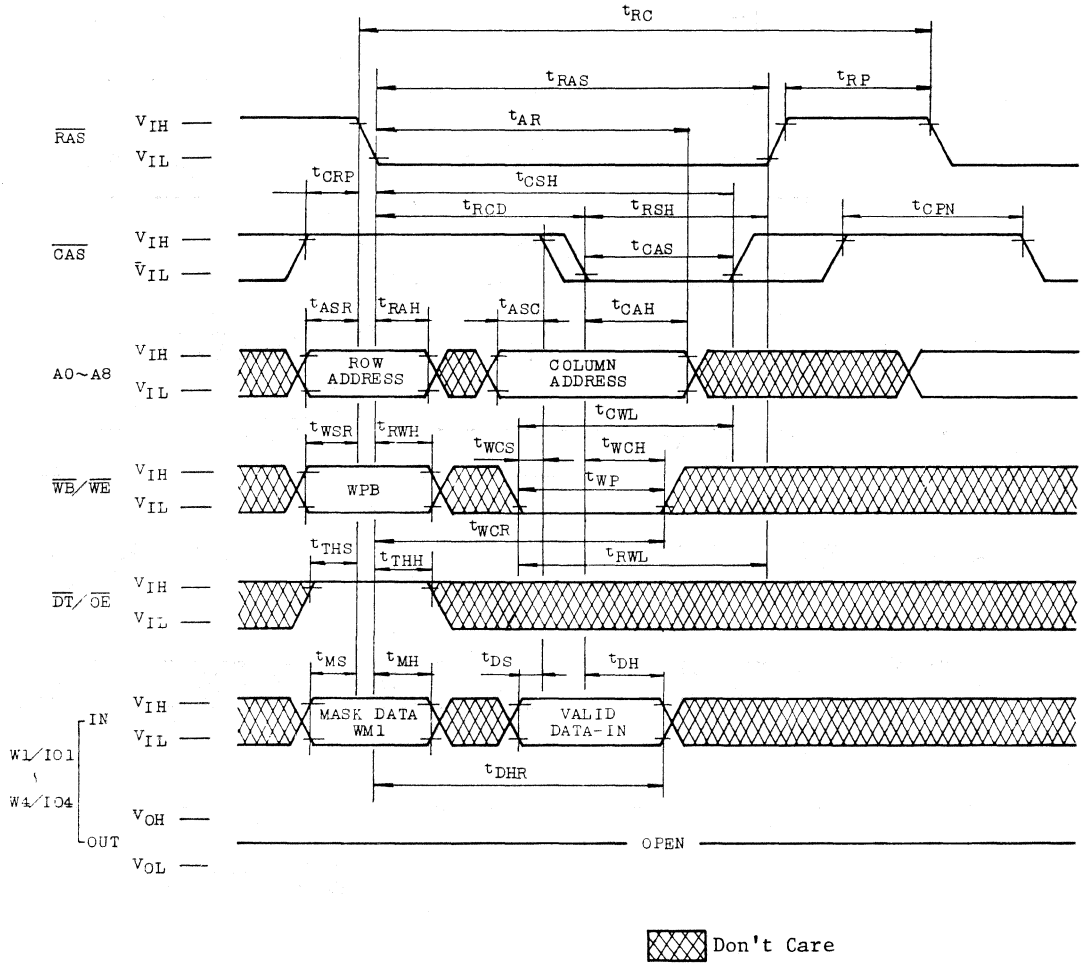 tRC
tRAS
tRP
tAR
RAS
VIH
VIL
tCRP
tCSH
tRCD
tRSH
tCPN
CAS
VIH
VIL
tCAS
tASR
tRAH
tASC
tCAH
A0~A8
VIH
VIL
ROW
ADDRESS
COLUMN
ADDRESS
tCWL
tWSR
tRWH
tWCS
tWCH
WB/WE
VIH
VIL
WPB
tWP
tWCR
tRWL
tTHS
tTHH
DT/OE
VIH
VIL
tMS
tMH
tDS
tDH
IN
VIH
VIL
MASK DATA
WM1
VALID
DATA-IN
W1/IO1
~
W4/IO4
tDHR
VOH
OUT
OPEN
VOL
Don't Care